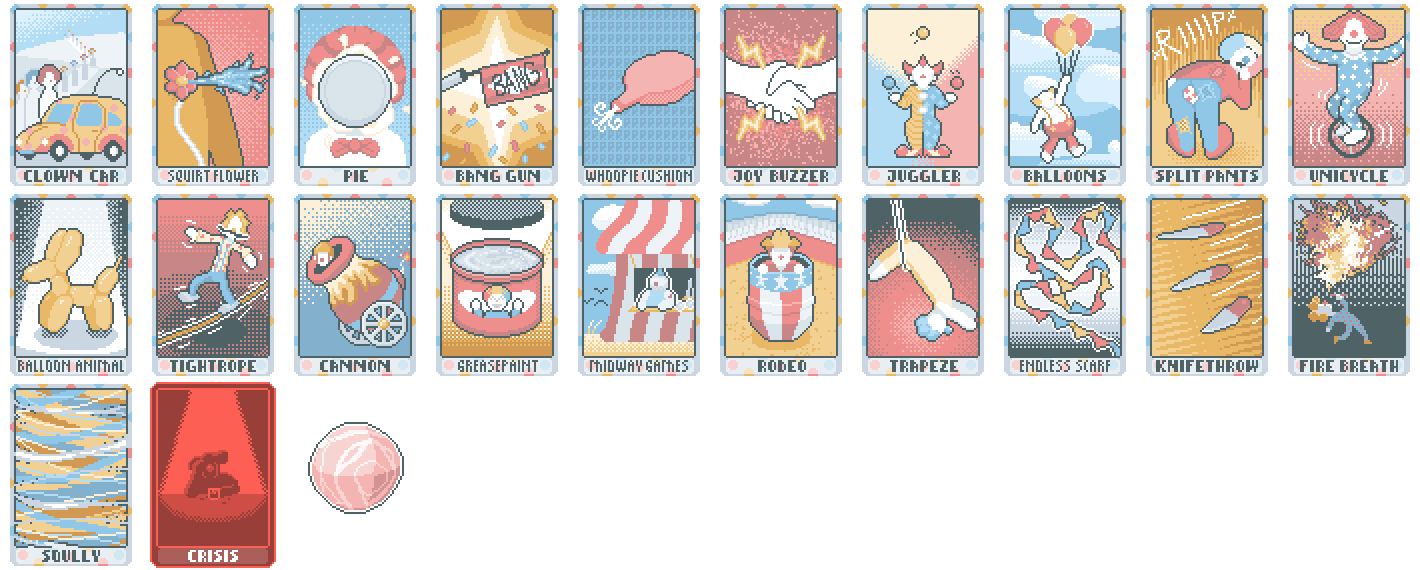 CLOWN CAR
SQUIRT FLOWER
PIE
BANG
BANG GUN
WHOOPIE CUSHION
JOY BUZZER
JUGGLER
BALLOONS
RIIIIP
SPLIT PANTS
UNICYCLE
BALLOON ANIMAL
TIGHTROPE
CANNON
GREASEPAINT
MIDWAY GAMES
RODEO
TRAPEZE
ENDLESS SCARF
KNIFETHROW
FIRE BREATH
SOULLY
CRISIS